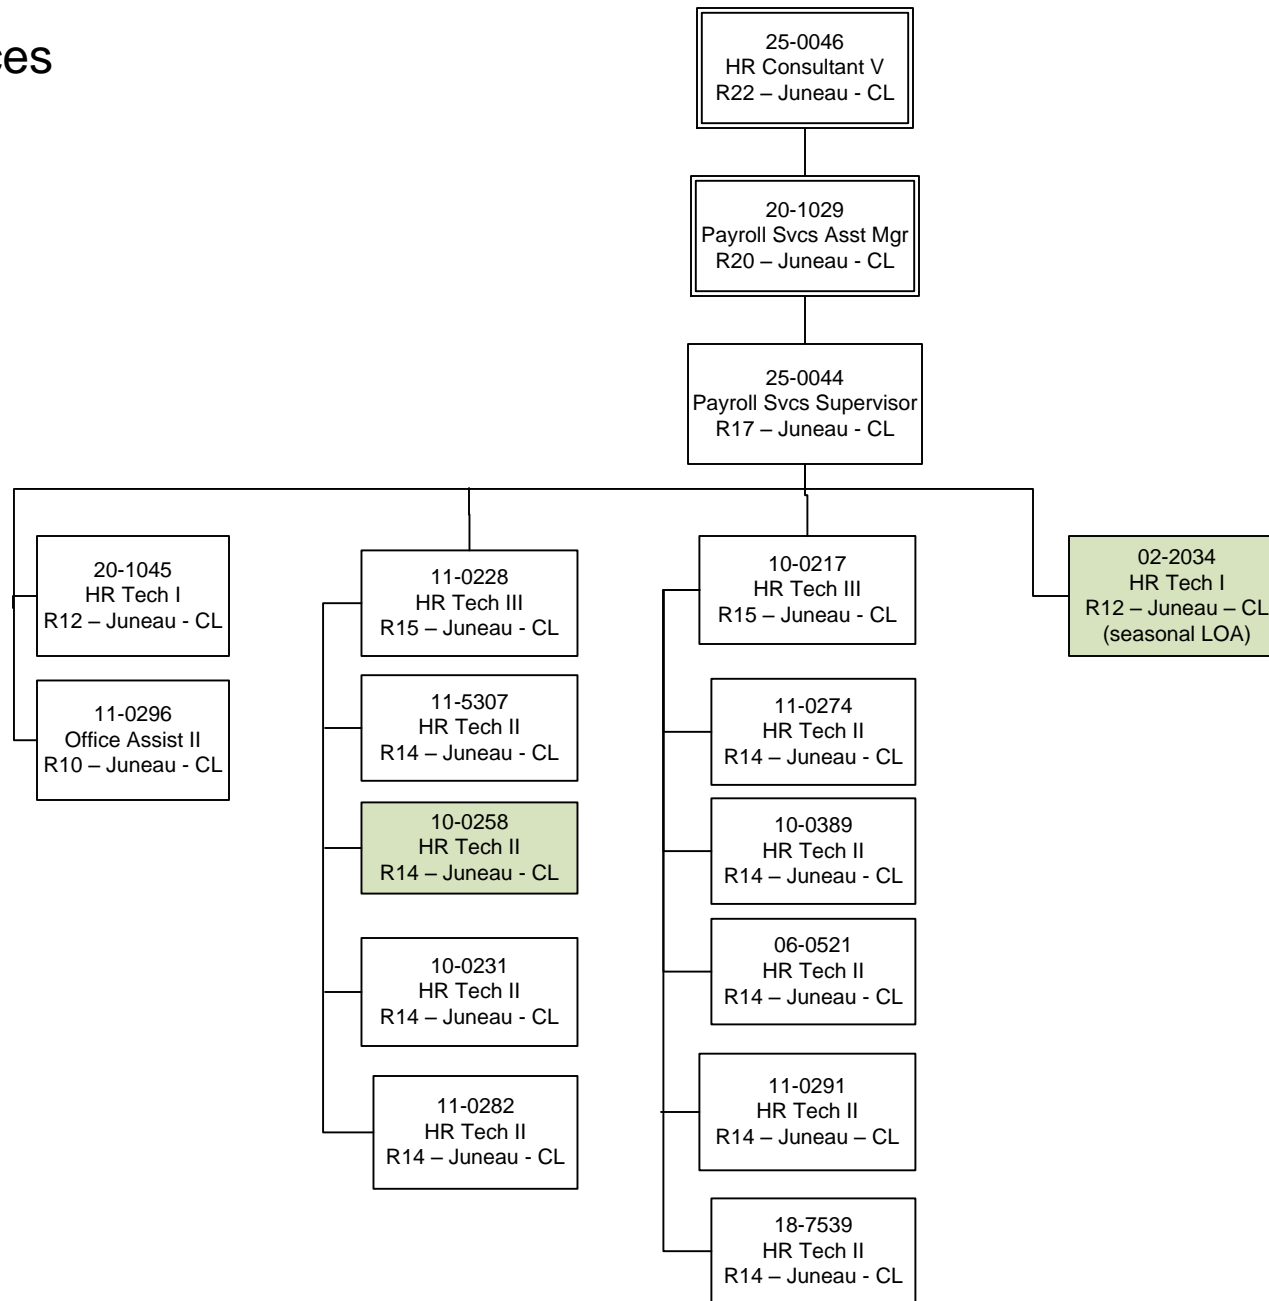 ces
25-0046
HR Consultant V
R22 – Juneau - CL
20-1029
Payroll Svcs Asst Mgr
R20 – Juneau - CL
25-0044
Payroll Svcs Supervisor
R17 – Juneau - CL
20-1045
HR Tech I
R12 – Juneau - CL
11-0296
Office Assist II
R10 – Juneau - CL
11-0228
HR Tech III
R15 – Juneau - CL
11-5307
HR Tech II
R14 – Juneau - CL
10-0258
HR Tech II
R14 – Juneau - CL
10-0231
HR Tech II
R14 – Juneau - CL
11-0282
HR Tech II
R14 – Juneau - CL
10-0217
HR Tech III
R15 – Juneau - CL
11-0274
HR Tech II
R14 – Juneau - CL
10-0389
HR Tech II
R14 – Juneau - CL
06-0521
HR Tech II
R14 – Juneau - CL
11-0291
HR Tech II
R14 – Juneau – CL
18-7539
HR Tech II
R14 – Juneau - CL
02-2034
HR Tech I
R12 – Juneau – CL
(seasonal LOA)